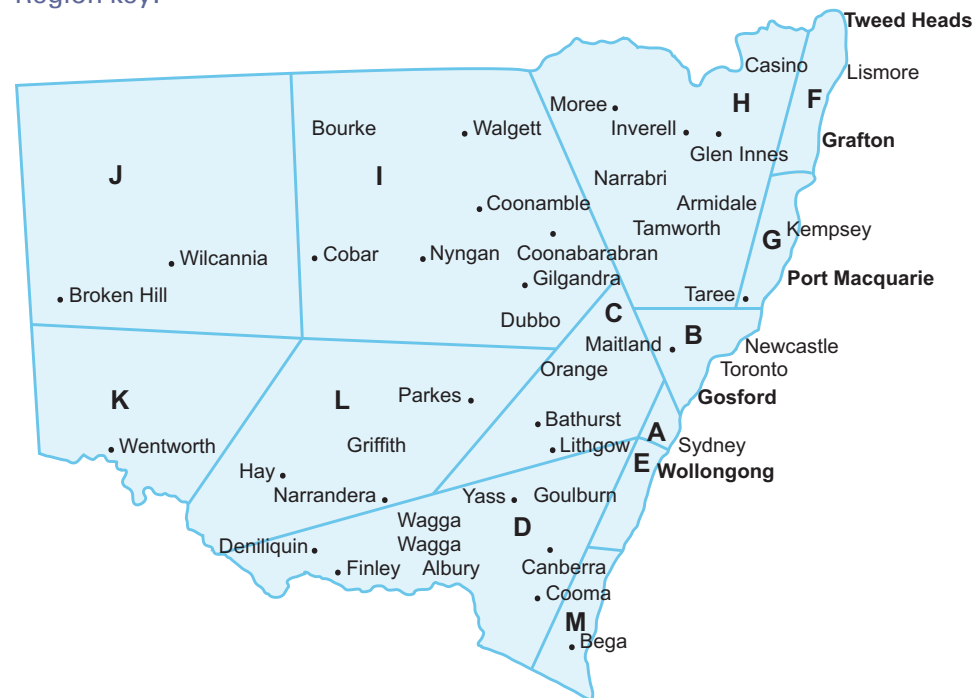 Region key:
Tweed Heads
Casino
Lismore
H
F
Moree
Bourke
Walgett
Inverell
Grafton
Glen Innes
J
I
Narrabri
Coonamble
Armidale
Tamworth
G
Kempsey
Wilcannia
Cobar
Nyngan
Coonabarabran
Gilgandra
Port Macquarie
Broken Hill
Taree
C
Dubbo
B
Maitland
Newcastle
Orange
Toronto
K
L
Parkes
Gosford
Bathurst
A
Wentworth
Griffith
Lithgow
Sydney
E
Wollongong
Hay
Narrandera
Yass
Goulburn
Wagga
Wagga
D
Deniliquin
Finley
Albury
Canberra
Cooma
M
Bega